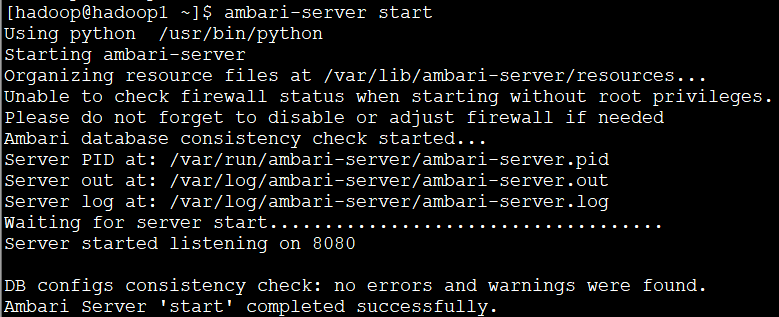 [hadoop@hadoop1 ~]$ ambari-server start
Using python  /usr/bin/python
Starting ambari-server
Organizing resource files at /var/lib/ambari-server/resources...
Unable to check firewall status when starting without root privileges.
Please do not forget to disable or adjust firewall if needed
Ambari database consistency check started...
Server PID at: /var/run/ambari-server/ambari-server.pid
Server out at: /var/log/ambari-server/ambari-server.out
Server log at: /var/log/ambari-server/ambari-server.log
Waiting for server start....................................
Server started listening on 8080
DB configs consistency check: no errors and warnings were found.
Ambari Server 'start' completed successfully.